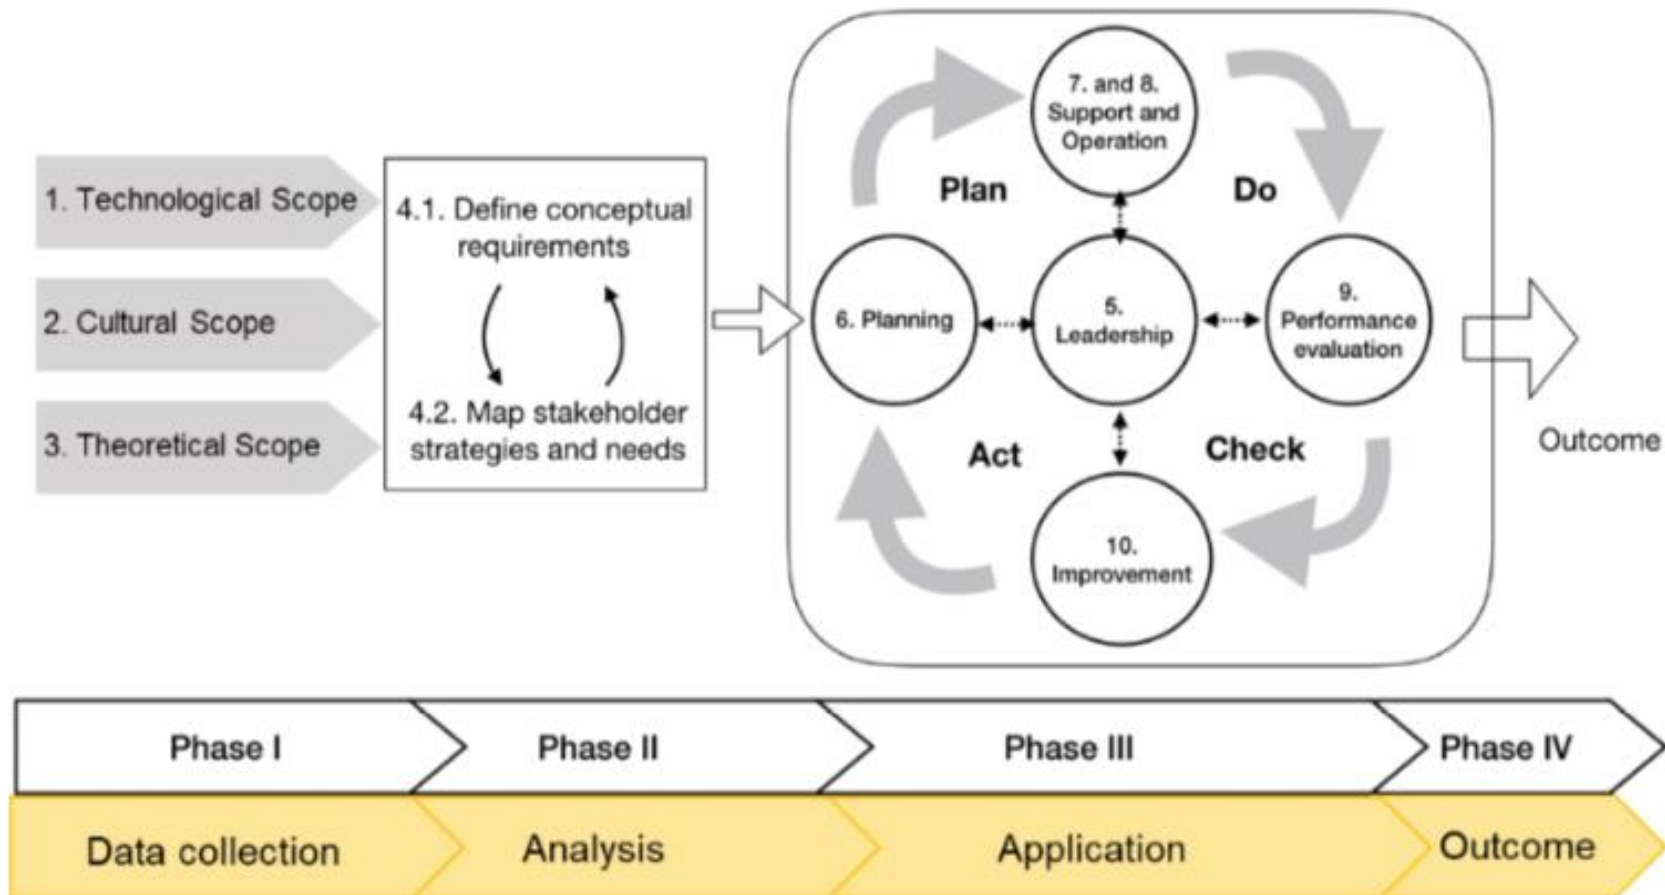 1. Technological Scope
2. Cultural Scope
3. Theoretical Scope
4.1. Define conceptual
requirements
4.2. Map stakeholder
strategies and needs
7. and 8.
Support and
Operation
Plan
Do
6. Planning
5.
Leadership
9.
Performance
evaluation
Act
Check
10.
Improvement
Outcome
Phase I
Phase II
Phase III
Phase IV
Data collection
Analysis
Application
Outcome